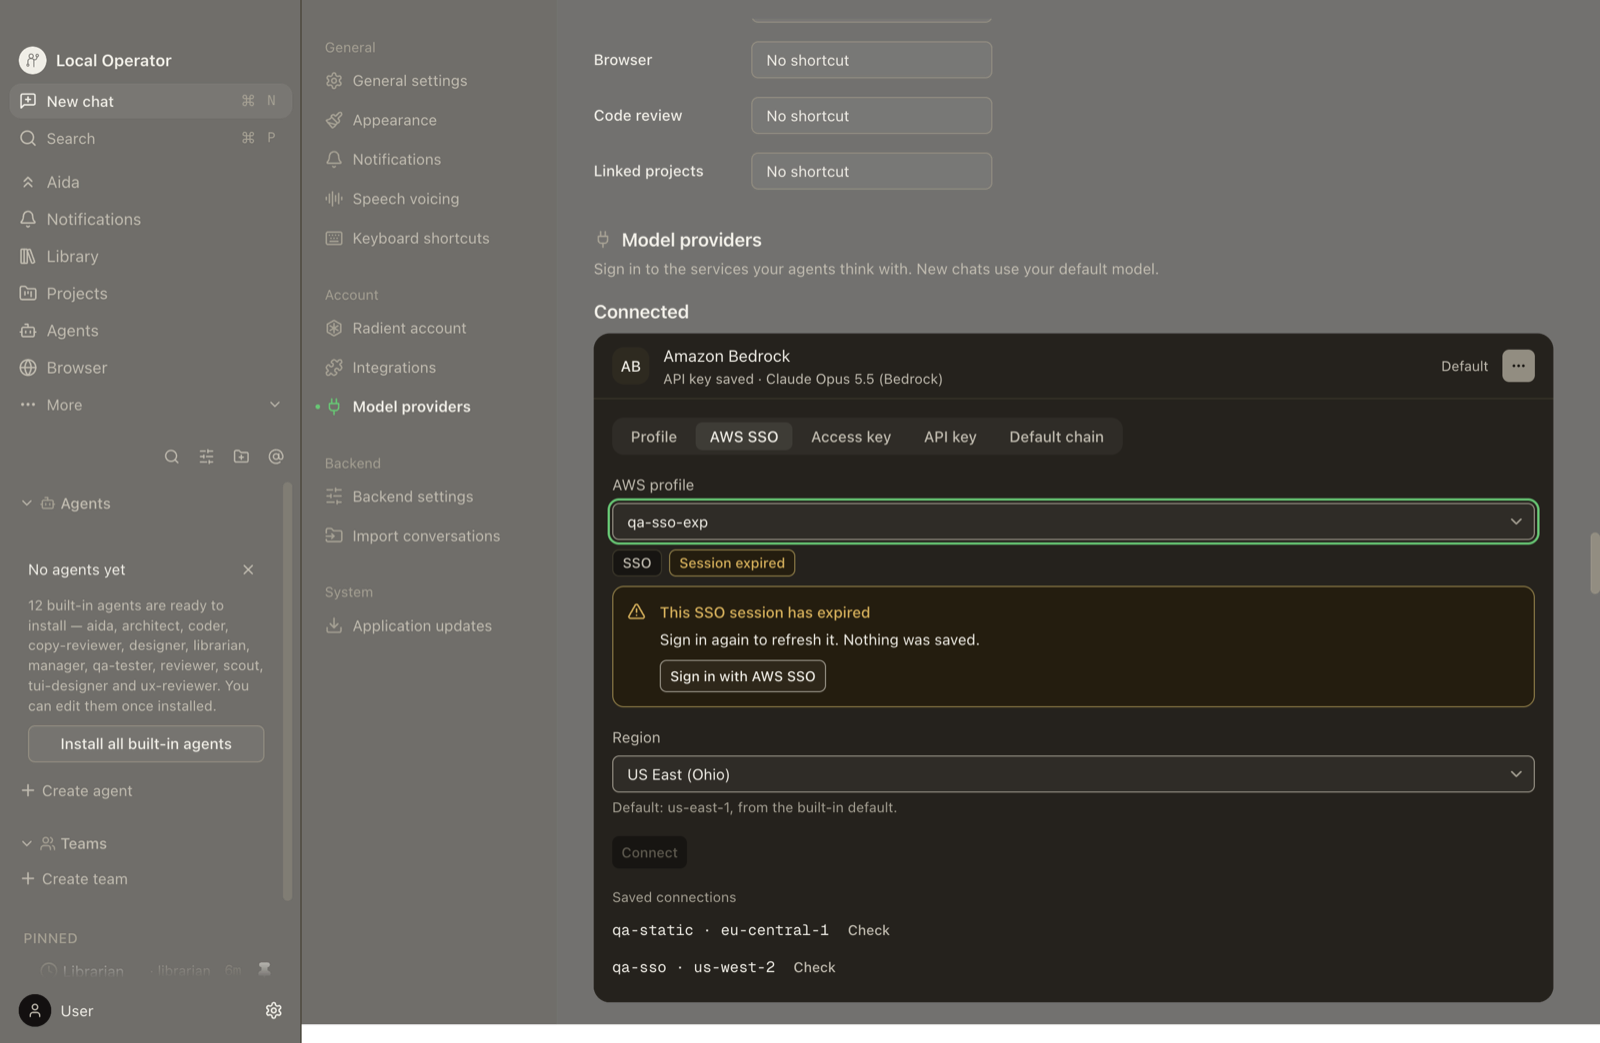 Local Operator
New chat ⌘ N
Search ⌘ P
Aida
Notifications
Library
Projects
Agents
Browser
More
Agents
No agents yet
12 built-in agents are ready to
install — aida, architect, coder,
copy-reviewer, designer, librarian,
manager, qa-tester, reviewer, scout,
tui-designer and ux-reviewer. You
can edit them once installed.
Install all built-in agents
Create agent
Teams
Create team
PINNED
Librarian · librarian 6m
User
General
General settings
Appearance
Notifications
Speech voicing
Keyboard shortcuts
Account
Radient account
Integrations
Model providers
Backend
Backend settings
Import conversations
System
Application updates
Browser No shortcut
Code review No shortcut
Linked projects No shortcut
Model providers
Sign in to the services your agents think with. New chats use your default model.
Connected
AB
Amazon Bedrock
API key saved · Claude Opus 5.5 (Bedrock)
Default
Profile AWS SSO Access key API key Default chain
AWS profile
qa-sso-exp
SSO Session expired
This SSO session has expired
Sign in again to refresh it. Nothing was saved.
Sign in with AWS SSO
Region
US East (Ohio)
Default: us-east-1, from the built-in default.
Connect
Saved connections
qa-static · eu-central-1 Check
qa-sso · us-west-2 Check